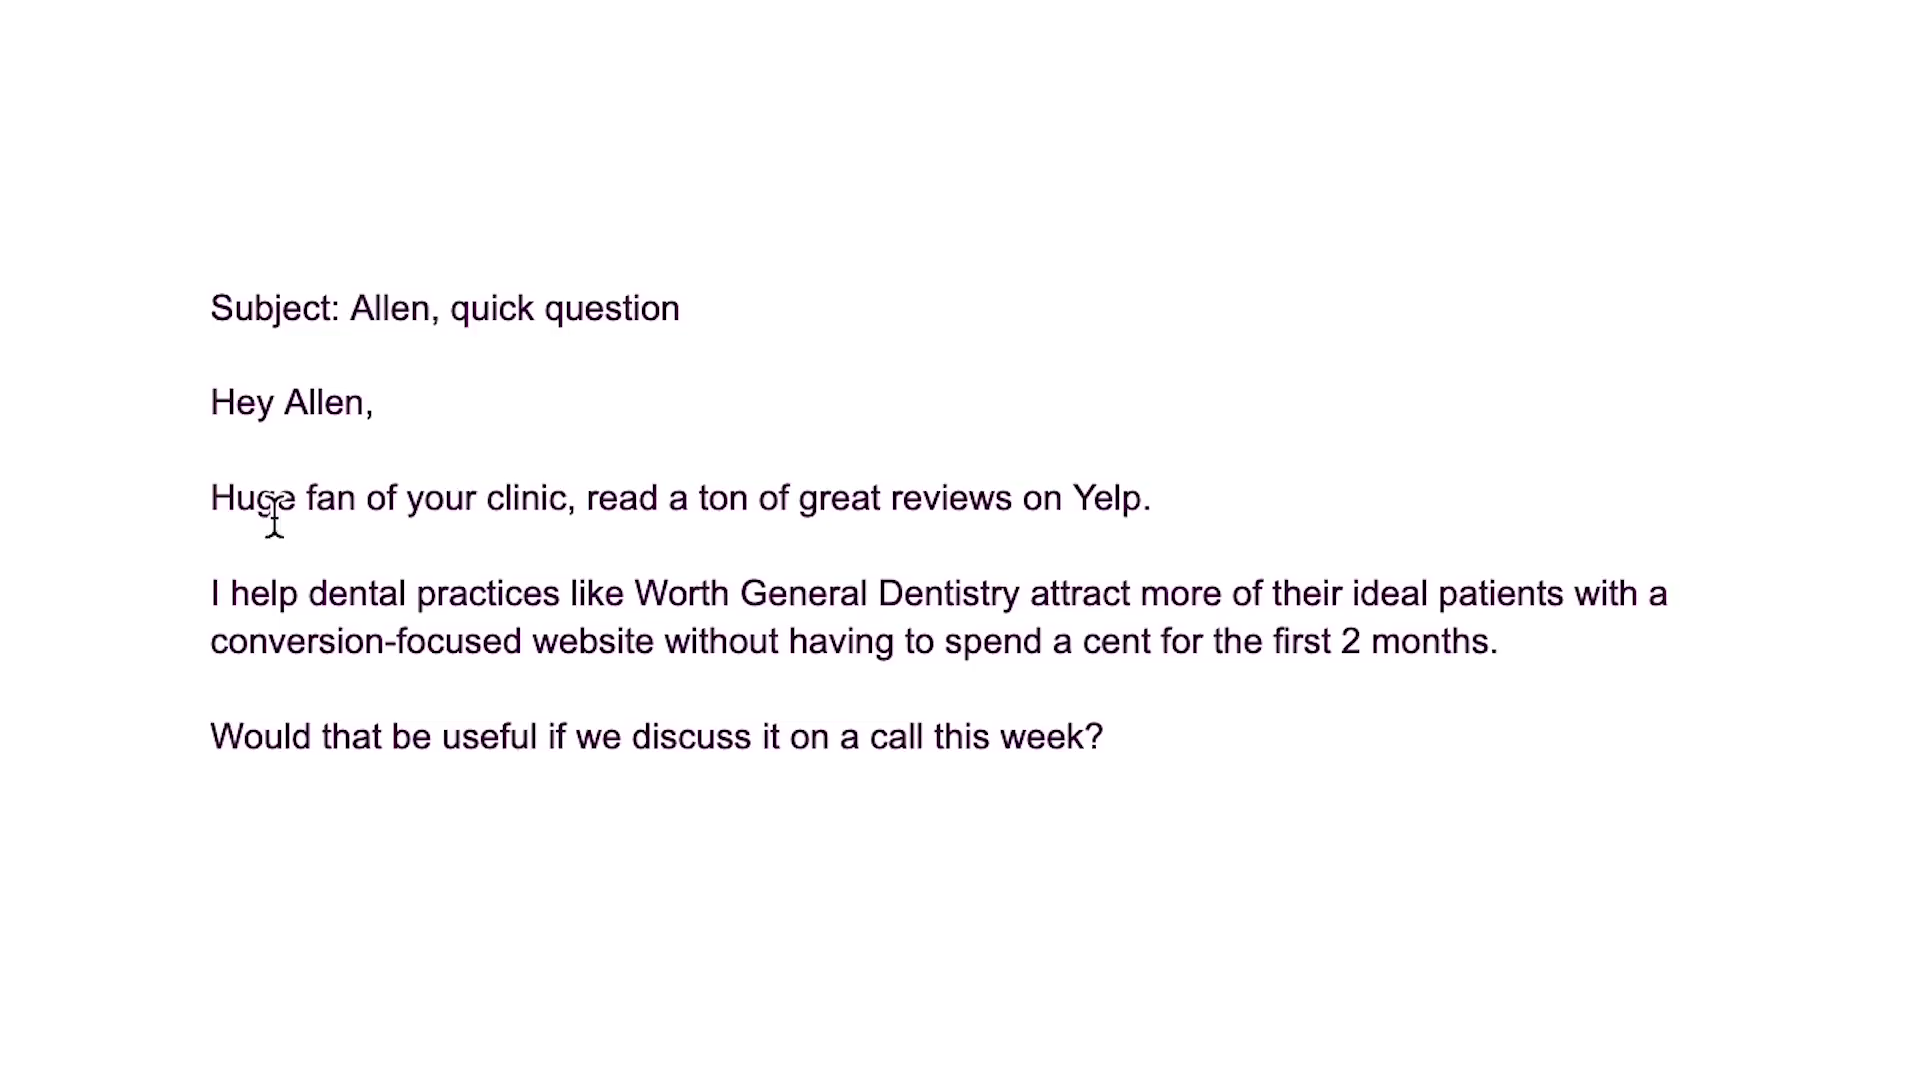 Subject: Allen, quick question
Hey Allen,
Huge fan of your clinic, read a ton of great reviews on Yelp.
I help dental practices like Worth General Dentistry attract more of their ideal patients with a
conversion-focused website without having to spend a cent for the first 2 months.
Would that be useful if we discuss it on a call this week?